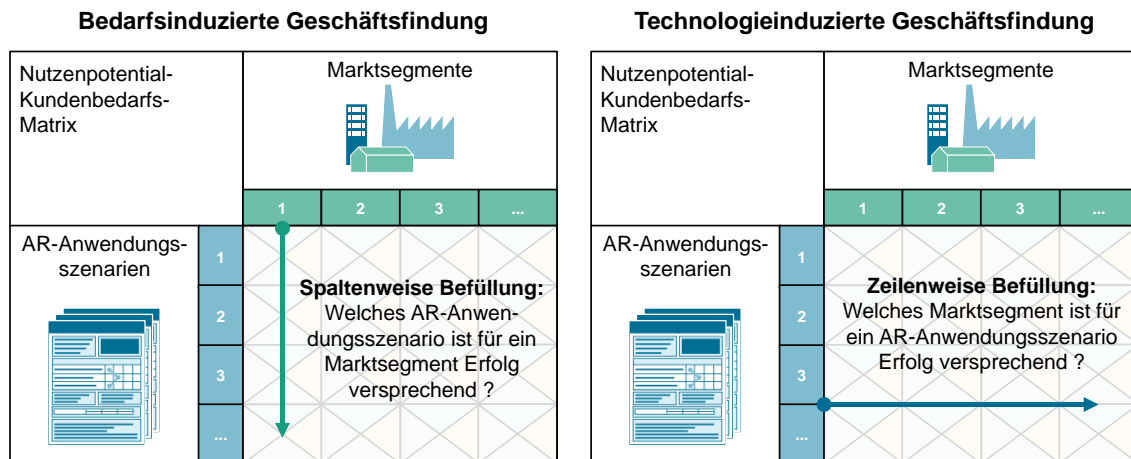 Bedarfsinduzierte Geschäftsfindung
Nutzenpotential-
Kundenbedarfs-
Matrix
Marktsegmente
1 2 3 ...
AR-Anwendungs-
szenarien
1
2
3
...
Spaltenweise Befüllung:
Welches AR-Anwen-
dungsszenario ist für ein
Marktsegment Erfolg
versprechend ?
Technologieinduzierte Geschäftsfindung
Nutzenpotential-
Kundenbedarfs-
Matrix
Marktsegmente
1 2 3 ...
AR-Anwendungs-
szenarien
1
2
3
...
Zeilenweise Befüllung:
Welches Marktsegment ist für
ein AR-Anwendungsszenario
Erfolg versprechend ?